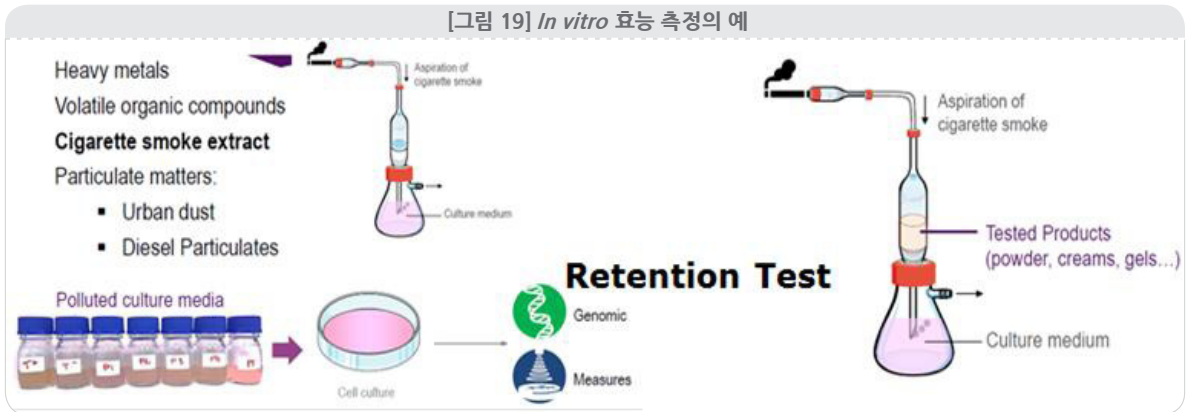 [그림 19] In vitro 효능 측정의 예
Heavy metals
Volatile organic compounds
Cigarette smoke extract
Particulate matters:
▪ Urban dust
▪ Diesel Particulates
Aspiration of
cigarette smoke
Culture medium
Polluted culture media
Cell culture
Genomic
Measures
Retention Test
Aspiration of
cigarette smoke
Tested Products
(powder, creams, gels...)
Culture medium